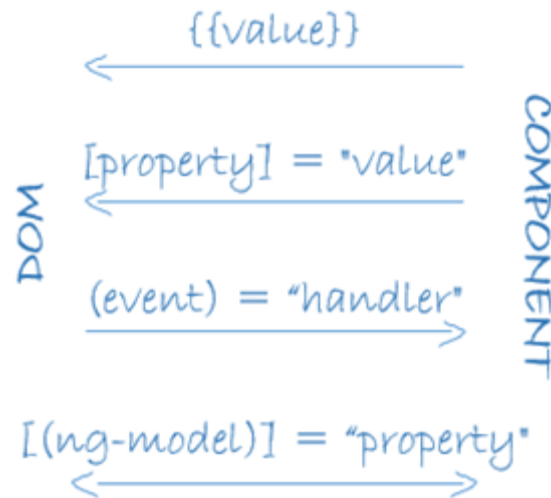 {{value}}
[property] = "value"
DOM
COMPONENT
(event) = "handler"
[(ng-model)] = "property"